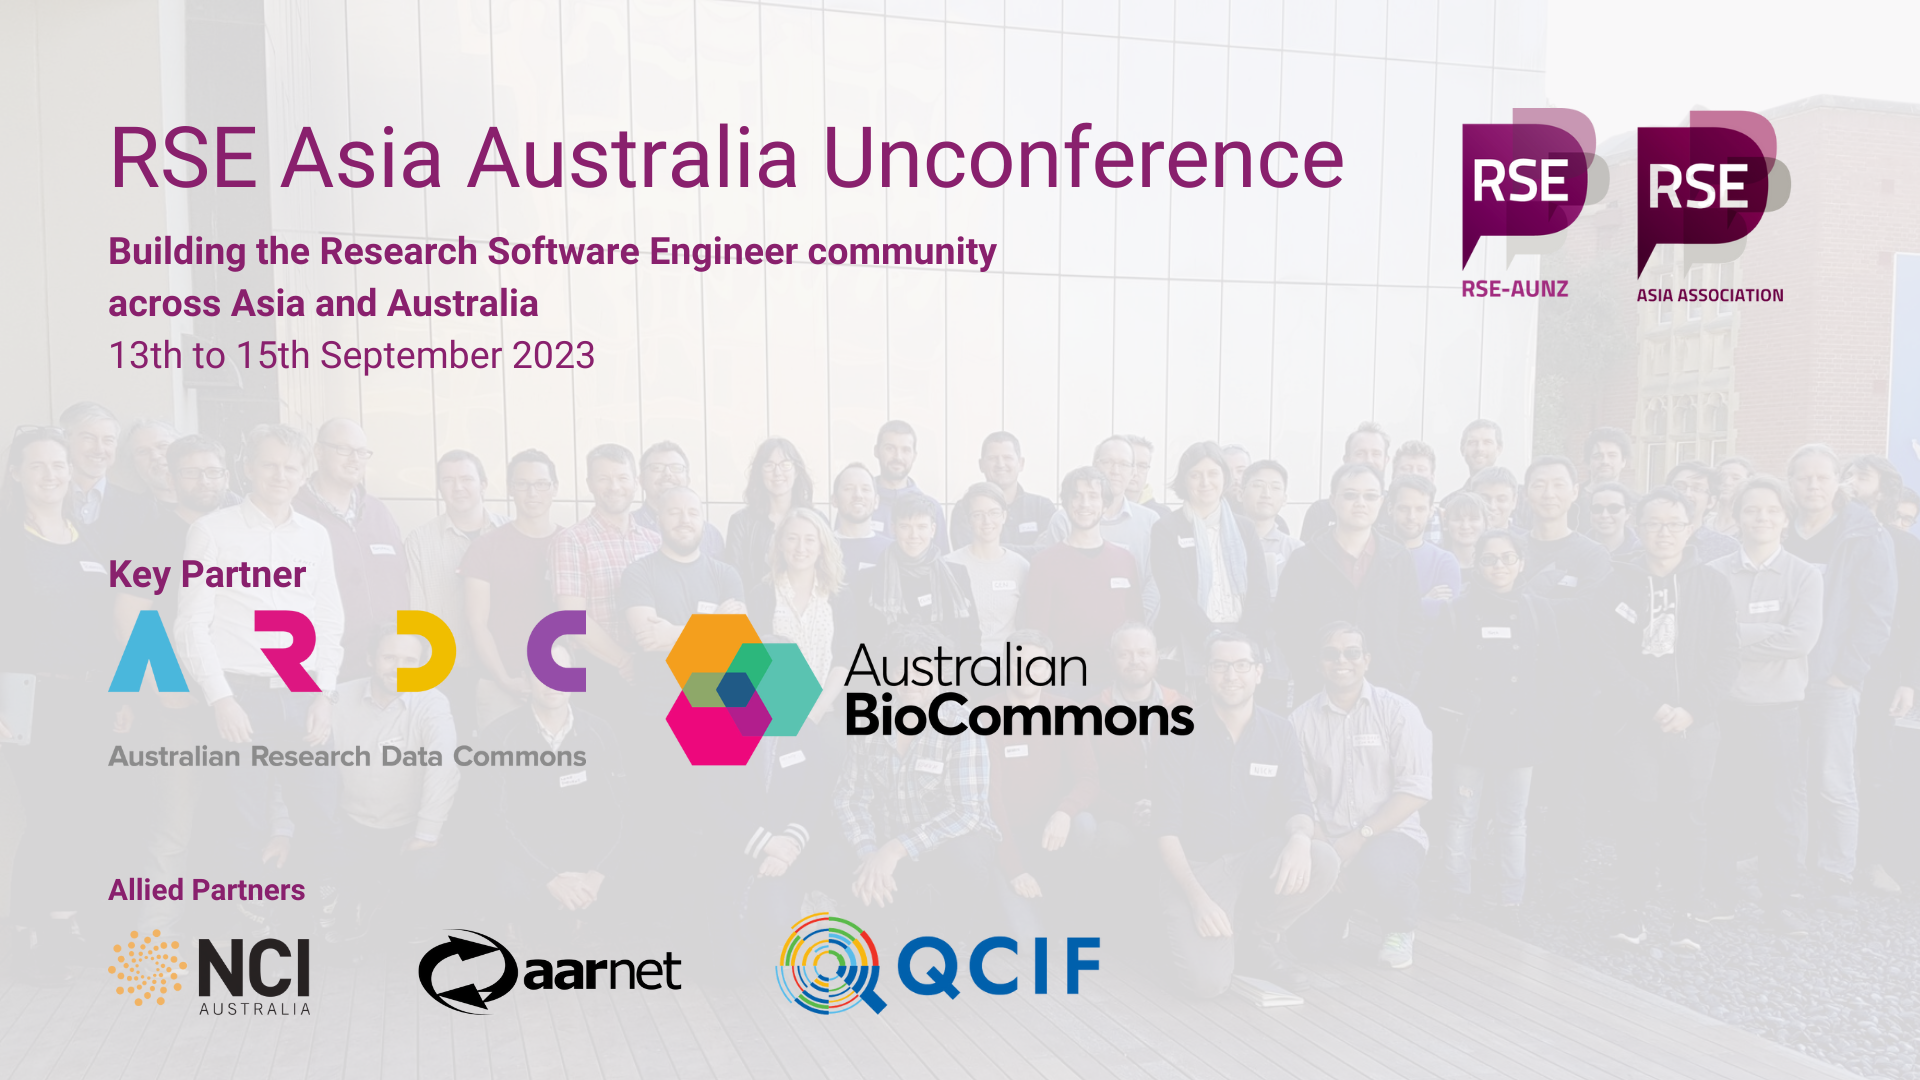 RSE Asia Australia Unconference
Building the Research Software Engineer community
across Asia and Australia
13th to 15th September 2023
RSE
RSE-AUNZ
RSE
ASIA ASSOCIATION
Key Partner
ARDC
Australian Research Data Commons
Australian
BioCommons
Allied Partners
NCI
AUSTRALIA
aarnet
QCIF